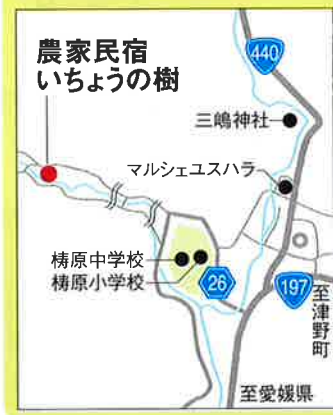 農家民宿
いちょうの樹
440
三嶋神社
マルシェユスハラ
梼原中学校
梼原小学校
26
197
至津野町
至愛媛県